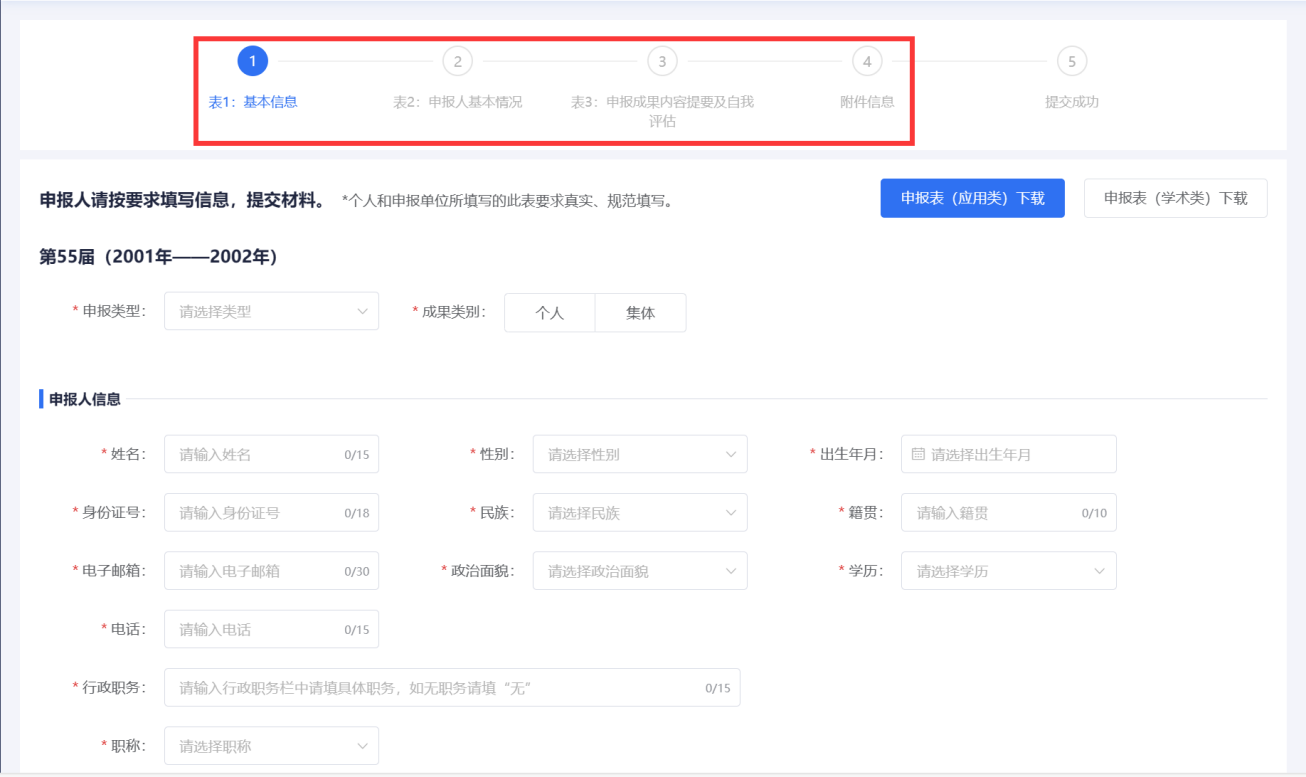 1 2 3 4 5
表1：基本信息 表2：申报人基本情况 表3：申报成果内容提要及自我 附件信息 提交成功
评估
申报人请按要求填写信息，提交材料。 *个人和申报单位所填写的此表要求真实、规范填写。 申报表（应用类）下载 申报表（学术类）下载
第55届（2001年——2002年）
* 申报类型： 请选择类型 * 成果类别： 个人 集体
申报人信息
* 姓名： 请输入姓名 0/15 * 性别： 请选择性别 * 出生年月： 请选择出生年月
* 身份证号： 请输入身份证号 0/18 * 民族： 请选择民族 * 籍贯： 请输入籍贯 0/10
* 电子邮箱： 请输入电子邮箱 0/30 * 政治面貌： 请选择政治面貌 * 学历： 请选择学历
* 电话： 请输入电话 0/15
* 行政职务： 请输入行政职务栏中请填具体职务，如无职务请填“无” 0/15
* 职称： 请选择职称